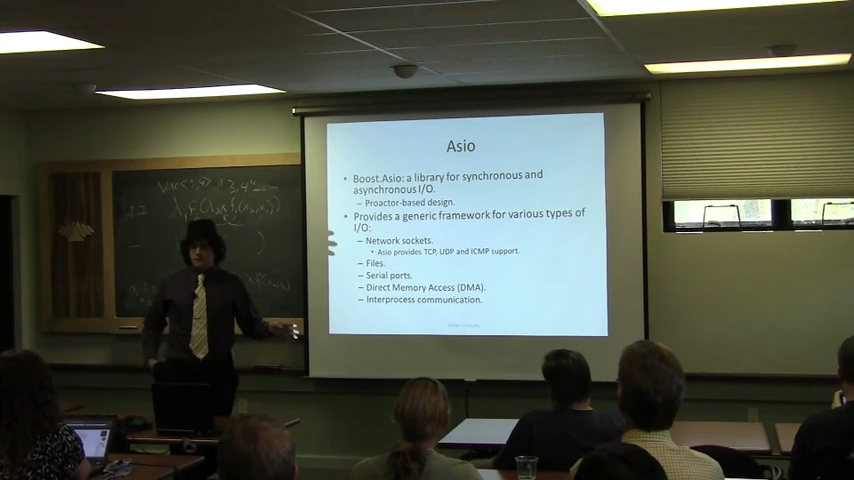 Asio
• Boost.Asio: a library for synchronous and
asynchronous I/O.
– Proactor-based design.
• Provides a generic framework for various types of
I/O:
– Network sockets.
• Asio provides TCP, UDP and ICMP support.
– Files.
– Serial ports.
– Direct Memory Access (DMA).
– Interprocess communication.